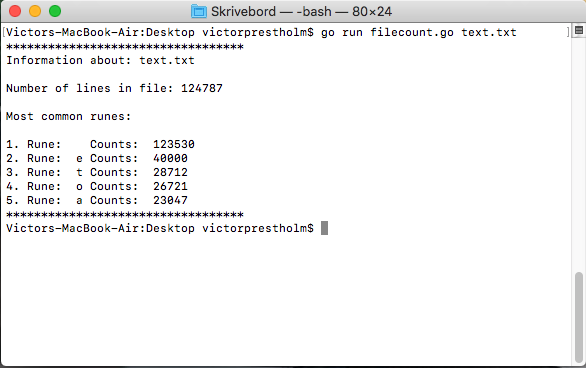 Skrivebord — -bash — 80×24
[Victors-MacBook-Air:Desktop victorprestholm$ go run filecount.go text.txt ]
**********************************
Information about: text.txt
Number of lines in file: 124787
Most common runes:
1. Rune:    Counts:  123530
2. Rune:  e Counts:  40000
3. Rune:  t Counts:  28712
4. Rune:  o Counts:  26721
5. Rune:  a Counts:  23047
**********************************
Victors-MacBook-Air:Desktop victorprestholm$